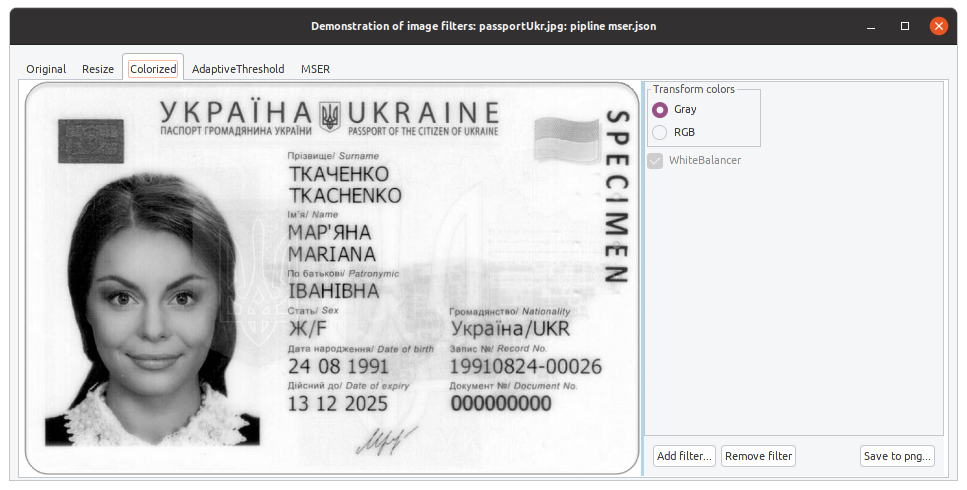 Demonstration of image filters: passportUkr.jpg: pipline mser.json
Original Resize Colorized AdaptiveThreshold MSER
УКРАЇНА UKRAINE
ПАСПОРТ ГРОМАДЯНИНА УКРАЇНИ PASSPORT OF THE CITIZEN OF UKRAINE
SPECIMEN
Прізвище/ Surname
ТКАЧЕНКО
TKACHENKO
Ім'я/ Name
МАР'ЯНА
MARIANA
По батькові/ Patronymic
ІВАНІВНА
Стать/ Sex
Ж/F
Громадянство/ Nationality
Україна/UKR
Дата народження/ Date of birth
24 08 1991
Запис №/ Record No.
19910824-00026
Дійсний до/ Date of expiry
13 12 2025
Документ №/ Document No.
000000000
Transform colors
Gray
RGB
WhiteBalancer
Add filter... Remove filter Save to png...